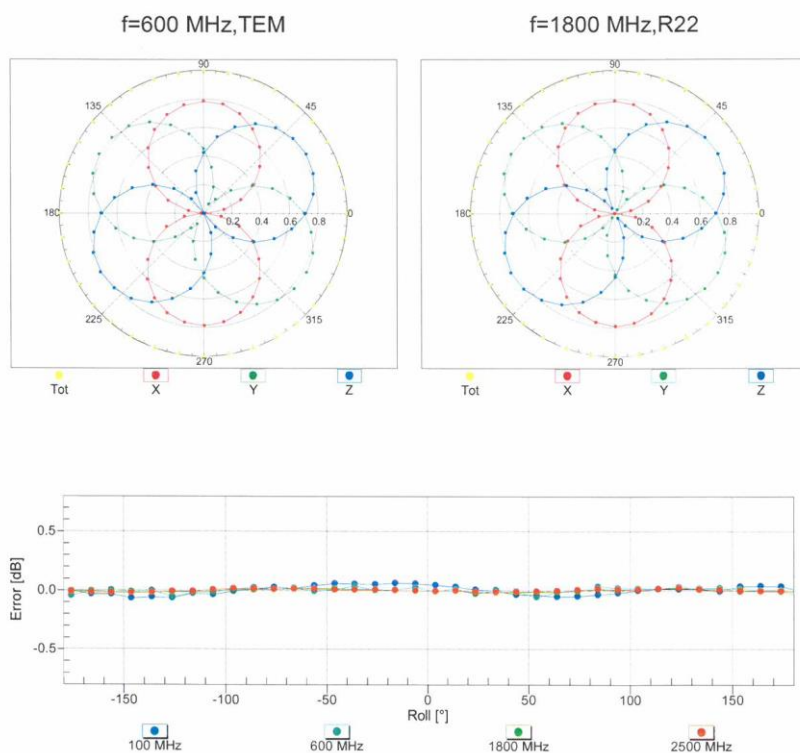 f=600 MHz,TEM
f=1800 MHz,R22
90
135
45
180
0.2
0.4
0.6
0.8
0
225
315
270
Tot
X
Y
Z
90
135
45
180
0.2
0.4
0.6
0.8
0
225
315
270
Tot
X
Y
Z
Error [dB]
0.5
0.0
-0.5
-150
-100
-50
0
50
100
150
Roll [°]
100 MHz
600 MHz
1800 MHz
2500 MHz